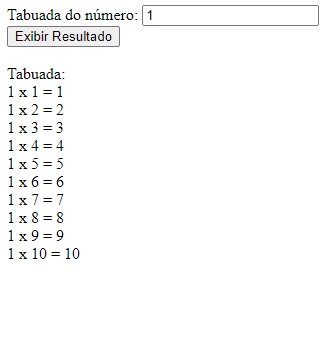 Tabuada do número: 1
Exibir Resultado
Tabuada:
1 x 1 = 1
1 x 2 = 2
1 x 3 = 3
1 x 4 = 4
1 x 5 = 5
1 x 6 = 6
1 x 7 = 7
1 x 8 = 8
1 x 9 = 9
1 x 10 = 10